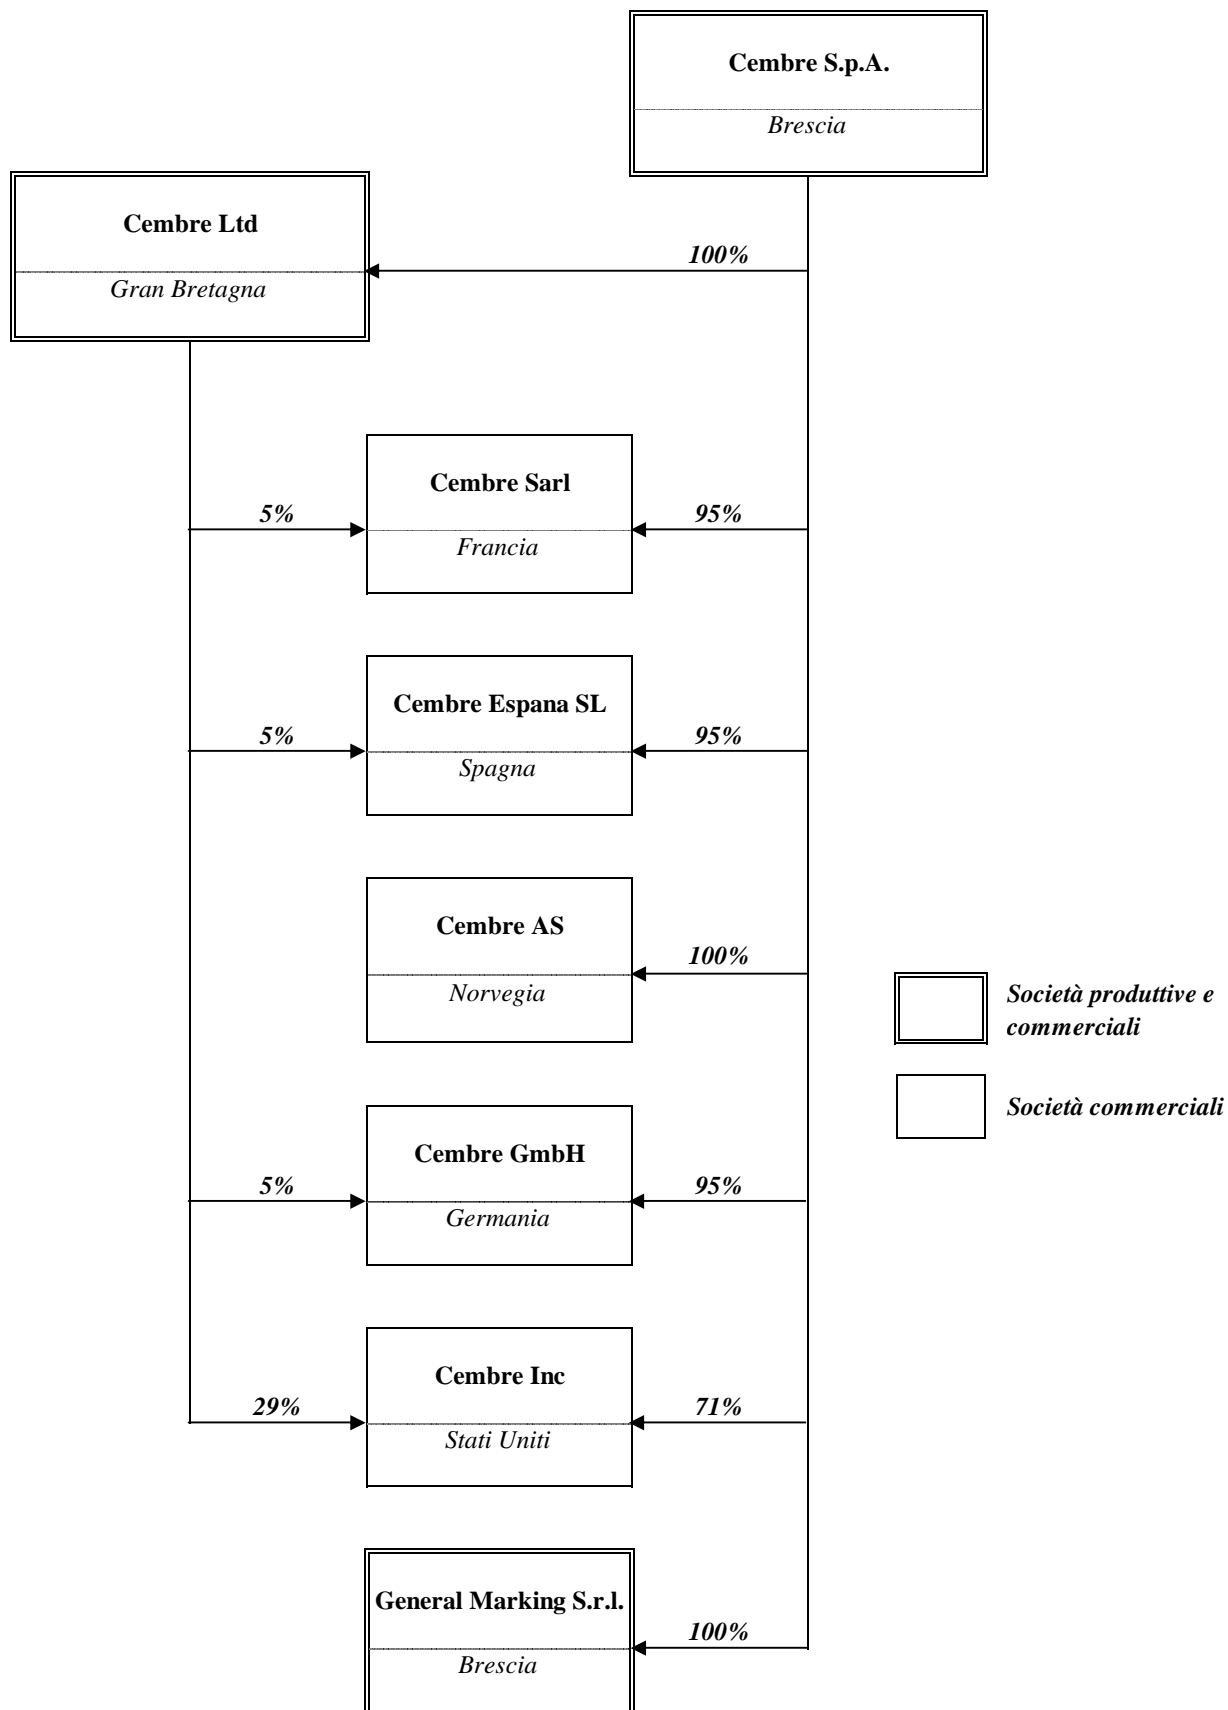 Cembre S.p.A.
Brescia
Cembre Ltd
Gran Bretagna
100%
Cembre Sarl
Francia
5%
95%
Cembre Espana SL
Spagna
5%
95%
Cembre AS
Norvegia
100%
Società produttive e
commerciali
Società commerciali
Cembre GmbH
Germania
5%
95%
Cembre Inc
Stati Uniti
29%
71%
General Marking S.r.l.
Brescia
100%